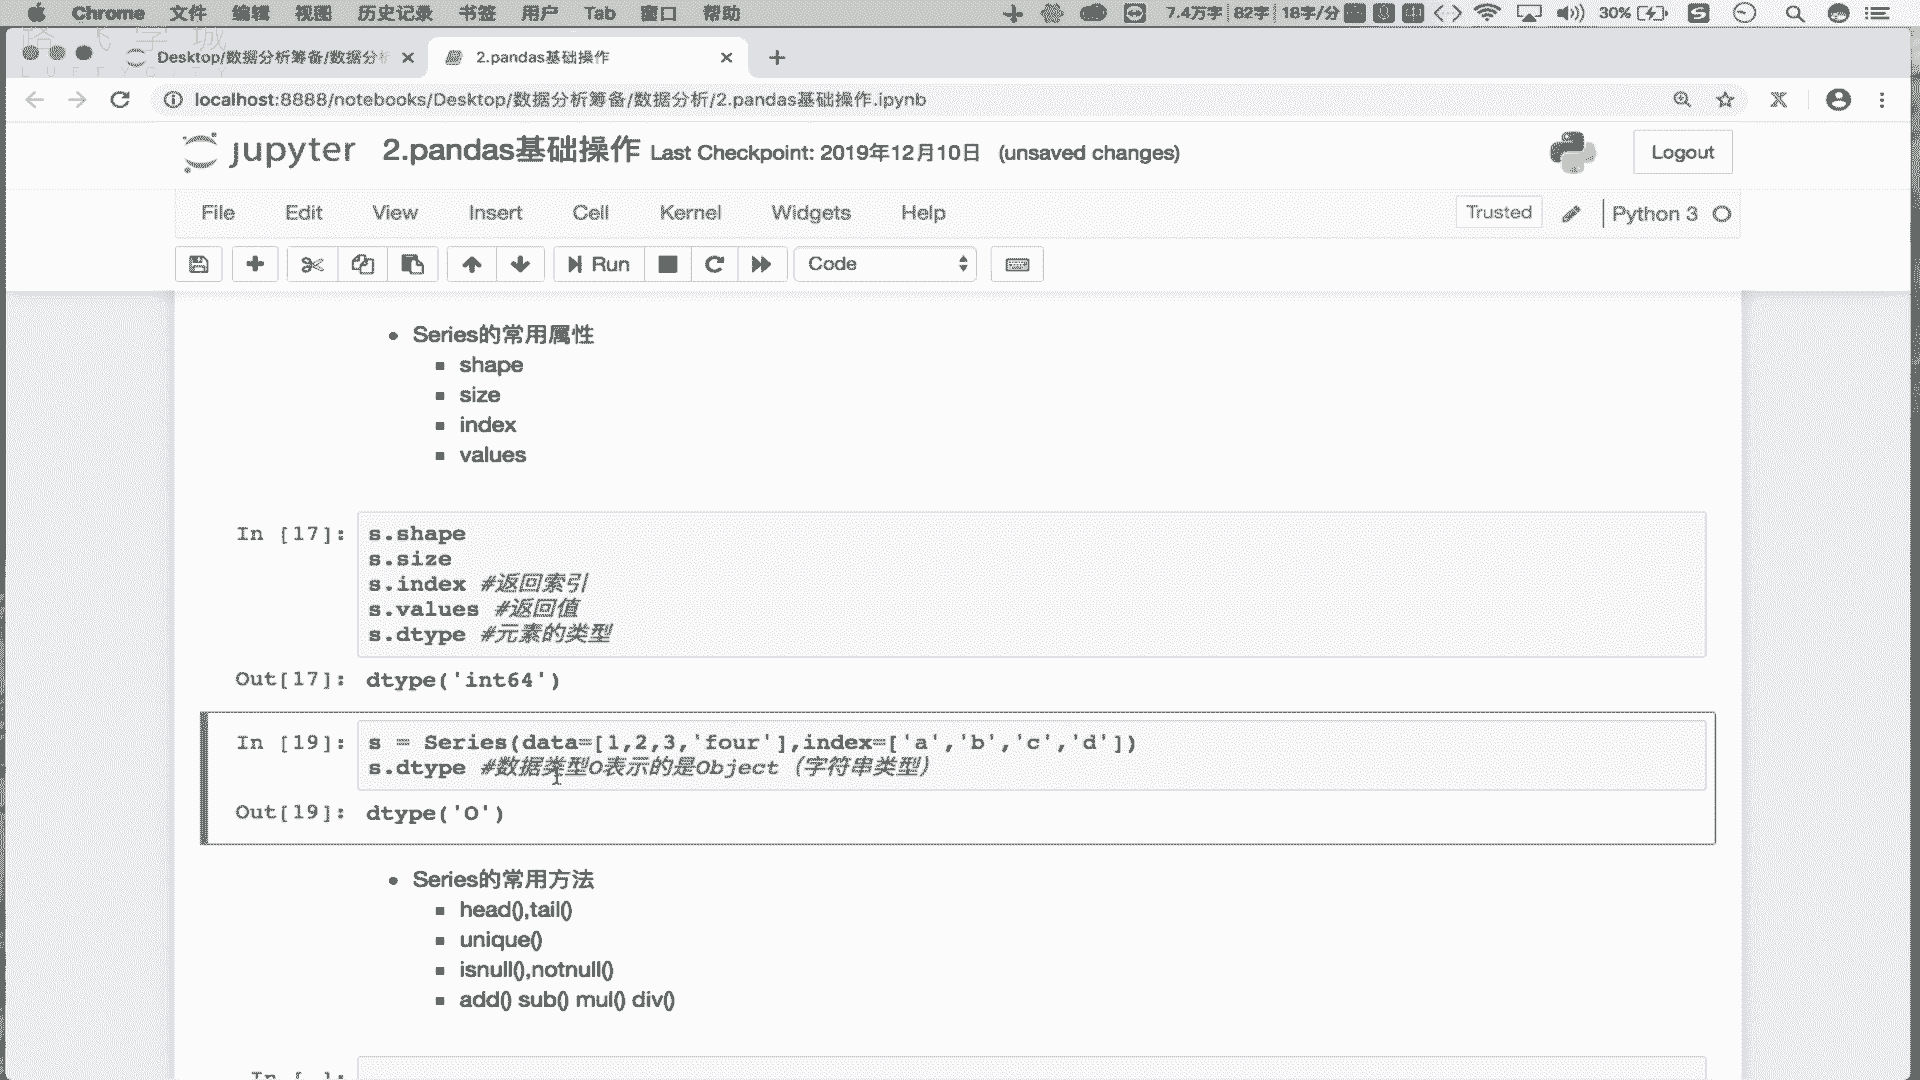 Chrome 文件 编辑 视图 历史记录 书签 用户 Tab 窗口 帮助 7.4万字 82字 18字/分 30%
Desktop/数据分析筹备/数据分析
2.pandas基础操作
localhost:8888/notebooks/Desktop/数据分析筹备/数据分析/2.pandas基础操作.ipynb
jupyter 2.pandas基础操作 Last Checkpoint: 2019年12月10日 (unsaved changes)
Logout
File Edit View Insert Cell Kernel Widgets Help
Trusted Python 3
Run Code
Series的常用属性
shape
size
index
values
In [17]: s.shape
s.size
s.index #返回索引
s.values #返回值
s.dtype #元素的类型
Out[17]: dtype('int64')
In [19]: s = Series(data=[1,2,3,'four'],index=['a','b','c','d'])
s.dtype #数据类型O表示的是Object（字符串类型）
Out[19]: dtype('O')
Series的常用方法
head(),tail()
unique()
isnull(),notnull()
add() sub() mul() div()
In [ ]: